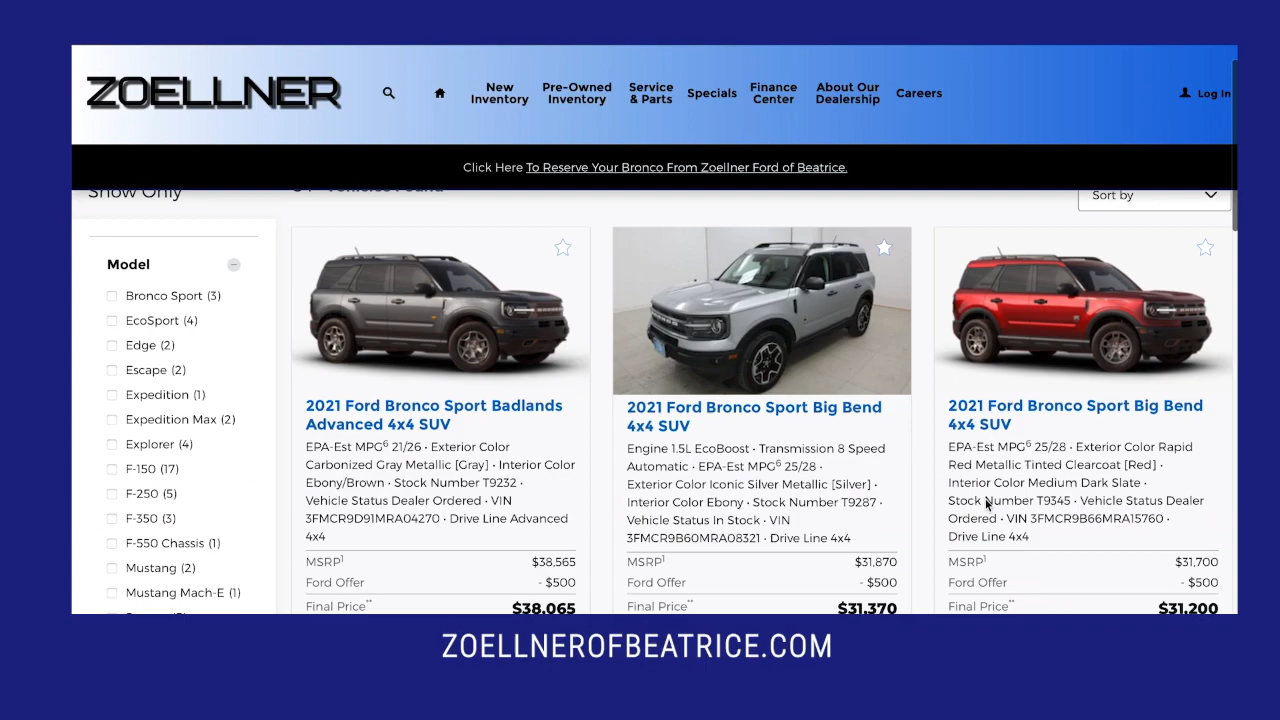 ZOELLNER
New Inventory
Pre-Owned Inventory
Service & Parts
Specials
Finance Center
About Our Dealership
Careers
Log In
Click Here To Reserve Your Bronco From Zoellner Ford of Beatrice.
Show Only
Vehicles Found
Sort by
Model
Bronco Sport (3)
EcoSport (4)
Edge (2)
Escape (2)
Expedition (1)
Expedition Max (2)
Explorer (4)
F-150 (17)
F-250 (5)
F-350 (3)
F-550 Chassis (1)
Mustang (2)
Mustang Mach-E (1)
2021 Ford Bronco Sport Badlands
Advanced 4x4 SUV
EPA-Est MPG6 21/26 · Exterior Color
Carbonized Gray Metallic [Gray] · Interior Color
Ebony/Brown · Stock Number T9232 ·
Vehicle Status Dealer Ordered · VIN
3FMCR9D91MRA04270 · Drive Line Advanced
4x4
MSRP1 $38,565
Ford Offer - $500
Final Price** $38,065
2021 Ford Bronco Sport Big Bend
4x4 SUV
Engine 1.5L EcoBoost · Transmission 8 Speed
Automatic · EPA-Est MPG6 25/28 ·
Exterior Color Iconic Silver Metallic [Silver] ·
Interior Color Ebony · Stock Number T9287 ·
Vehicle Status In Stock · VIN
3FMCR9B60MRA08321 · Drive Line 4x4
MSRP1 $31,870
Ford Offer - $500
Final Price** $31,370
2021 Ford Bronco Sport Big Bend
4x4 SUV
EPA-Est MPG6 25/28 · Exterior Color Rapid
Red Metallic Tinted Clearcoat [Red] ·
Interior Color Medium Dark Slate ·
Stock Number T9345 · Vehicle Status Dealer
Ordered · VIN 3FMCR9B66MRA15760 ·
Drive Line 4x4
MSRP1 $31,700
Ford Offer - $500
Final Price** $31,200
ZOELLNEROFBEATRICE.COM